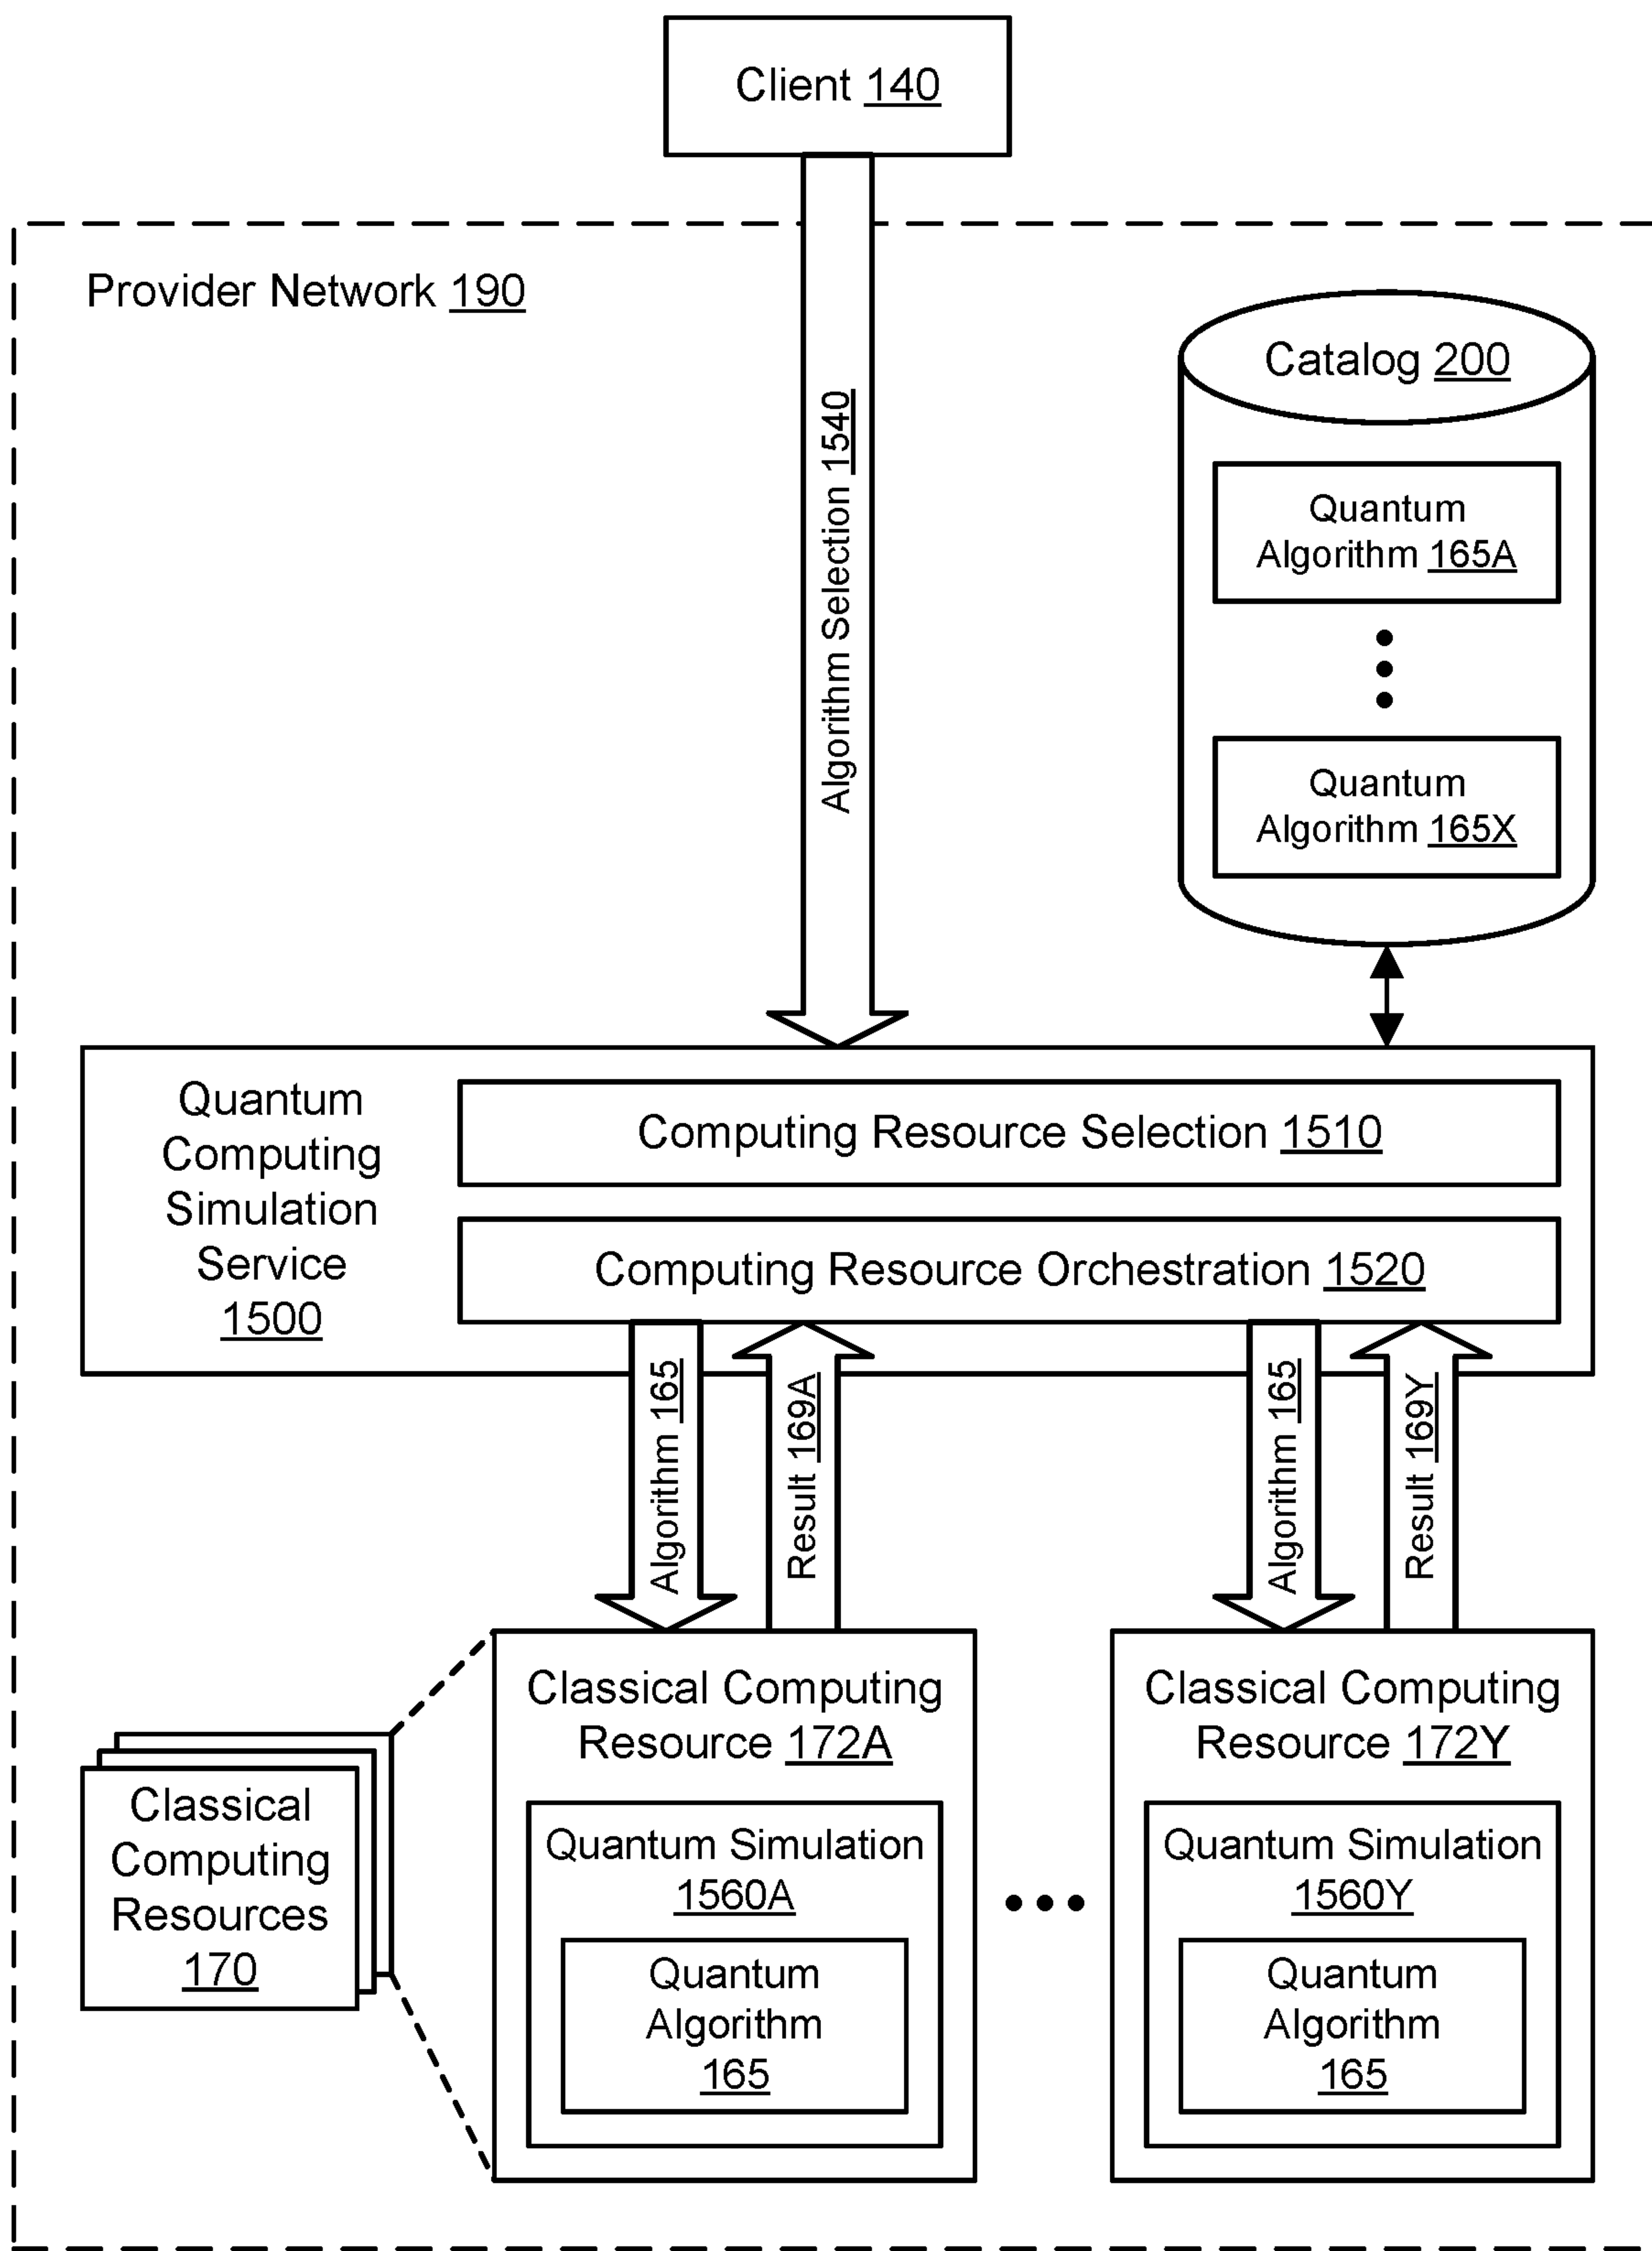 Client 140
Provider Network 190
Algorithm Selection 1540
Catalog 200
Quantum
Algorithm 165A
Quantum
Algorithm 165X
Quantum
Computing
Simulation
Service
1500
Computing Resource Selection 1510
Computing Resource Orchestration 1520
Algorithm 165
Result 169A
Algorithm 165
Result 169Y
Classical
Computing
Resources
170
Classical Computing
Resource 172A
Quantum Simulation
1560A
Quantum
Algorithm
165
Classical Computing
Resource 172Y
Quantum Simulation
1560Y
Quantum
Algorithm
165